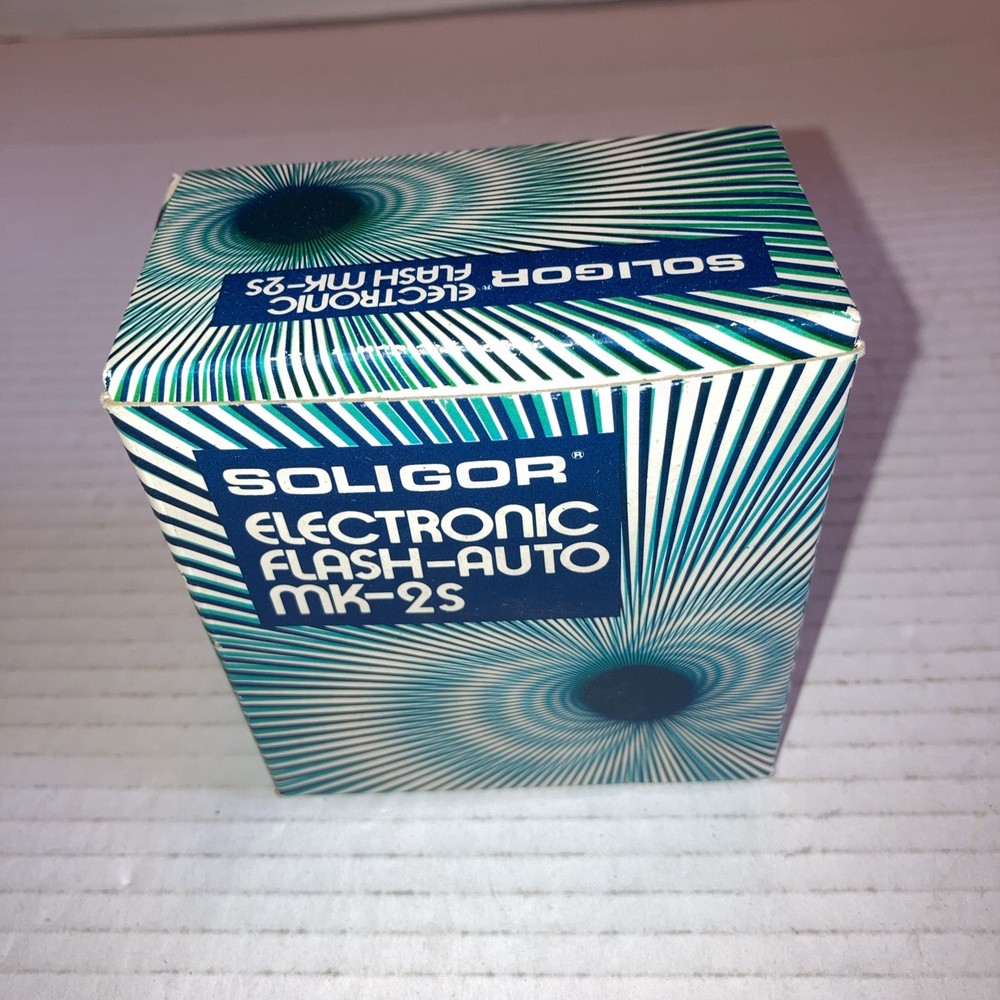 SOLIGOR® ELECTRONIC
FLASH MK-2S
SOLIGOR®
ELECTRONIC
FLASH-AUTO
MK-2S